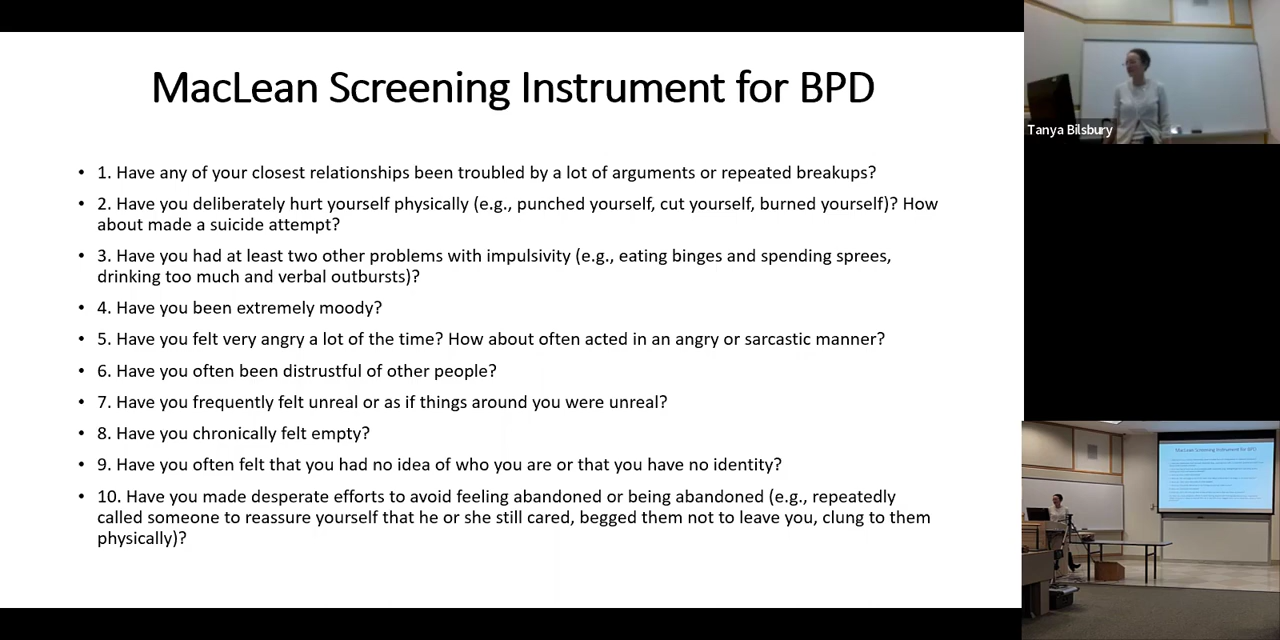 MacLean Screening Instrument for BPD
• 1. Have any of your closest relationships been troubled by a lot of arguments or repeated breakups?
• 2. Have you deliberately hurt yourself physically (e.g., punched yourself, cut yourself, burned yourself)? How
about made a suicide attempt?
• 3. Have you had at least two other problems with impulsivity (e.g., eating binges and spending sprees,
drinking too much and verbal outbursts)?
• 4. Have you been extremely moody?
• 5. Have you felt very angry a lot of the time? How about often acted in an angry or sarcastic manner?
• 6. Have you often been distrustful of other people?
• 7. Have you frequently felt unreal or as if things around you were unreal?
• 8. Have you chronically felt empty?
• 9. Have you often felt that you had no idea of who you are or that you have no identity?
• 10. Have you made desperate efforts to avoid feeling abandoned or being abandoned (e.g., repeatedly
called someone to reassure yourself that he or she still cared, begged them not to leave you, clung to them
physically)?
Tanya Bilsbury
MacLean Screening Instrument for BPD